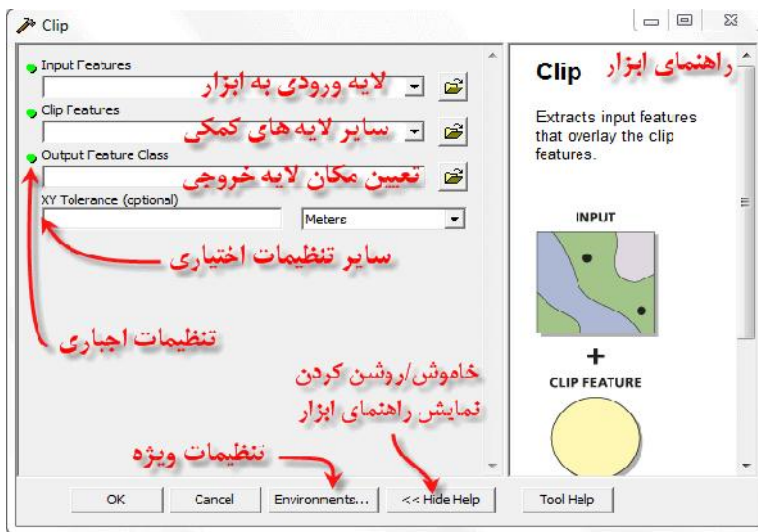 Clip
Input Features
لایه ورودی به ابزار
Clip Features
سایر لایه های کمکی
Output Feature Class
تعیین مکان لایه خروجی
XY Tolerance (optional)
Meters
سایر تنظیمات اختیاری
تنظیمات اجباری
خاموش/روشن کردن
نمایش راهنمای ابزار
تنظیمات ویژه
OK
Cancel
Environments...
<< Hide Help
Tool Help
راهنمای ابزار
Clip
Extracts input features
that overlay the clip
features.
INPUT
+
CLIP FEATURE